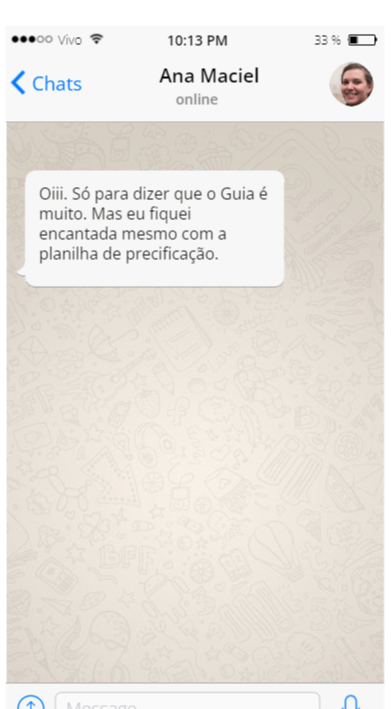 Vivo 10:13 PM 33 %
Chats Ana Maciel
online
Oiii. Só para dizer que o Guia é
muito. Mas eu fiquei
encantada mesmo com a
planilha de precificação.
Message